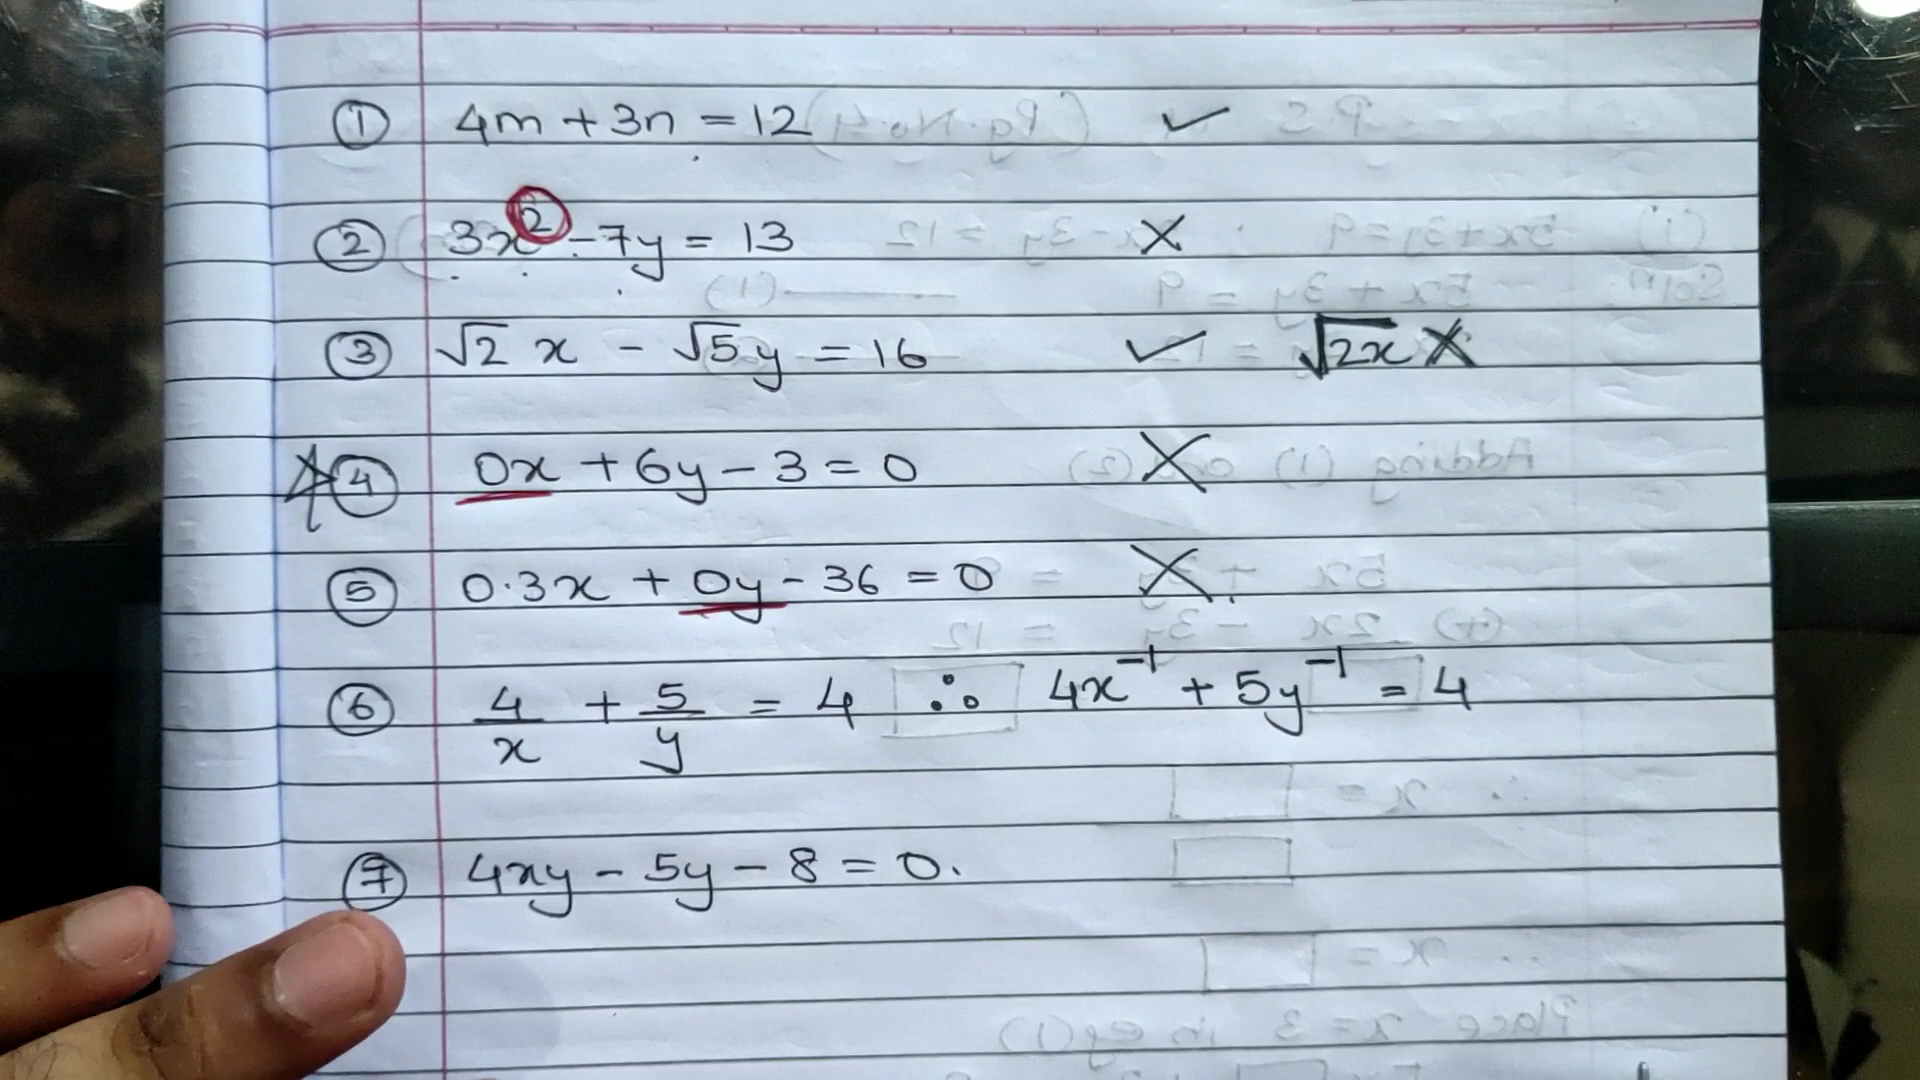 ① 4m + 3n = 12 ✓
② 3x² - 7y = 13 ✗
③ √2 x - √5 y = 16 ✓ √2x ✗
④ 0x + 6y - 3 = 0 ✗
⑤ 0.3x + 0y - 36 = 0 ✗
⑥ 4/x + 5/y = 4 ∴ 4x⁻¹ + 5y⁻¹ = 4
⑦ 4xy - 5y - 8 = 0.